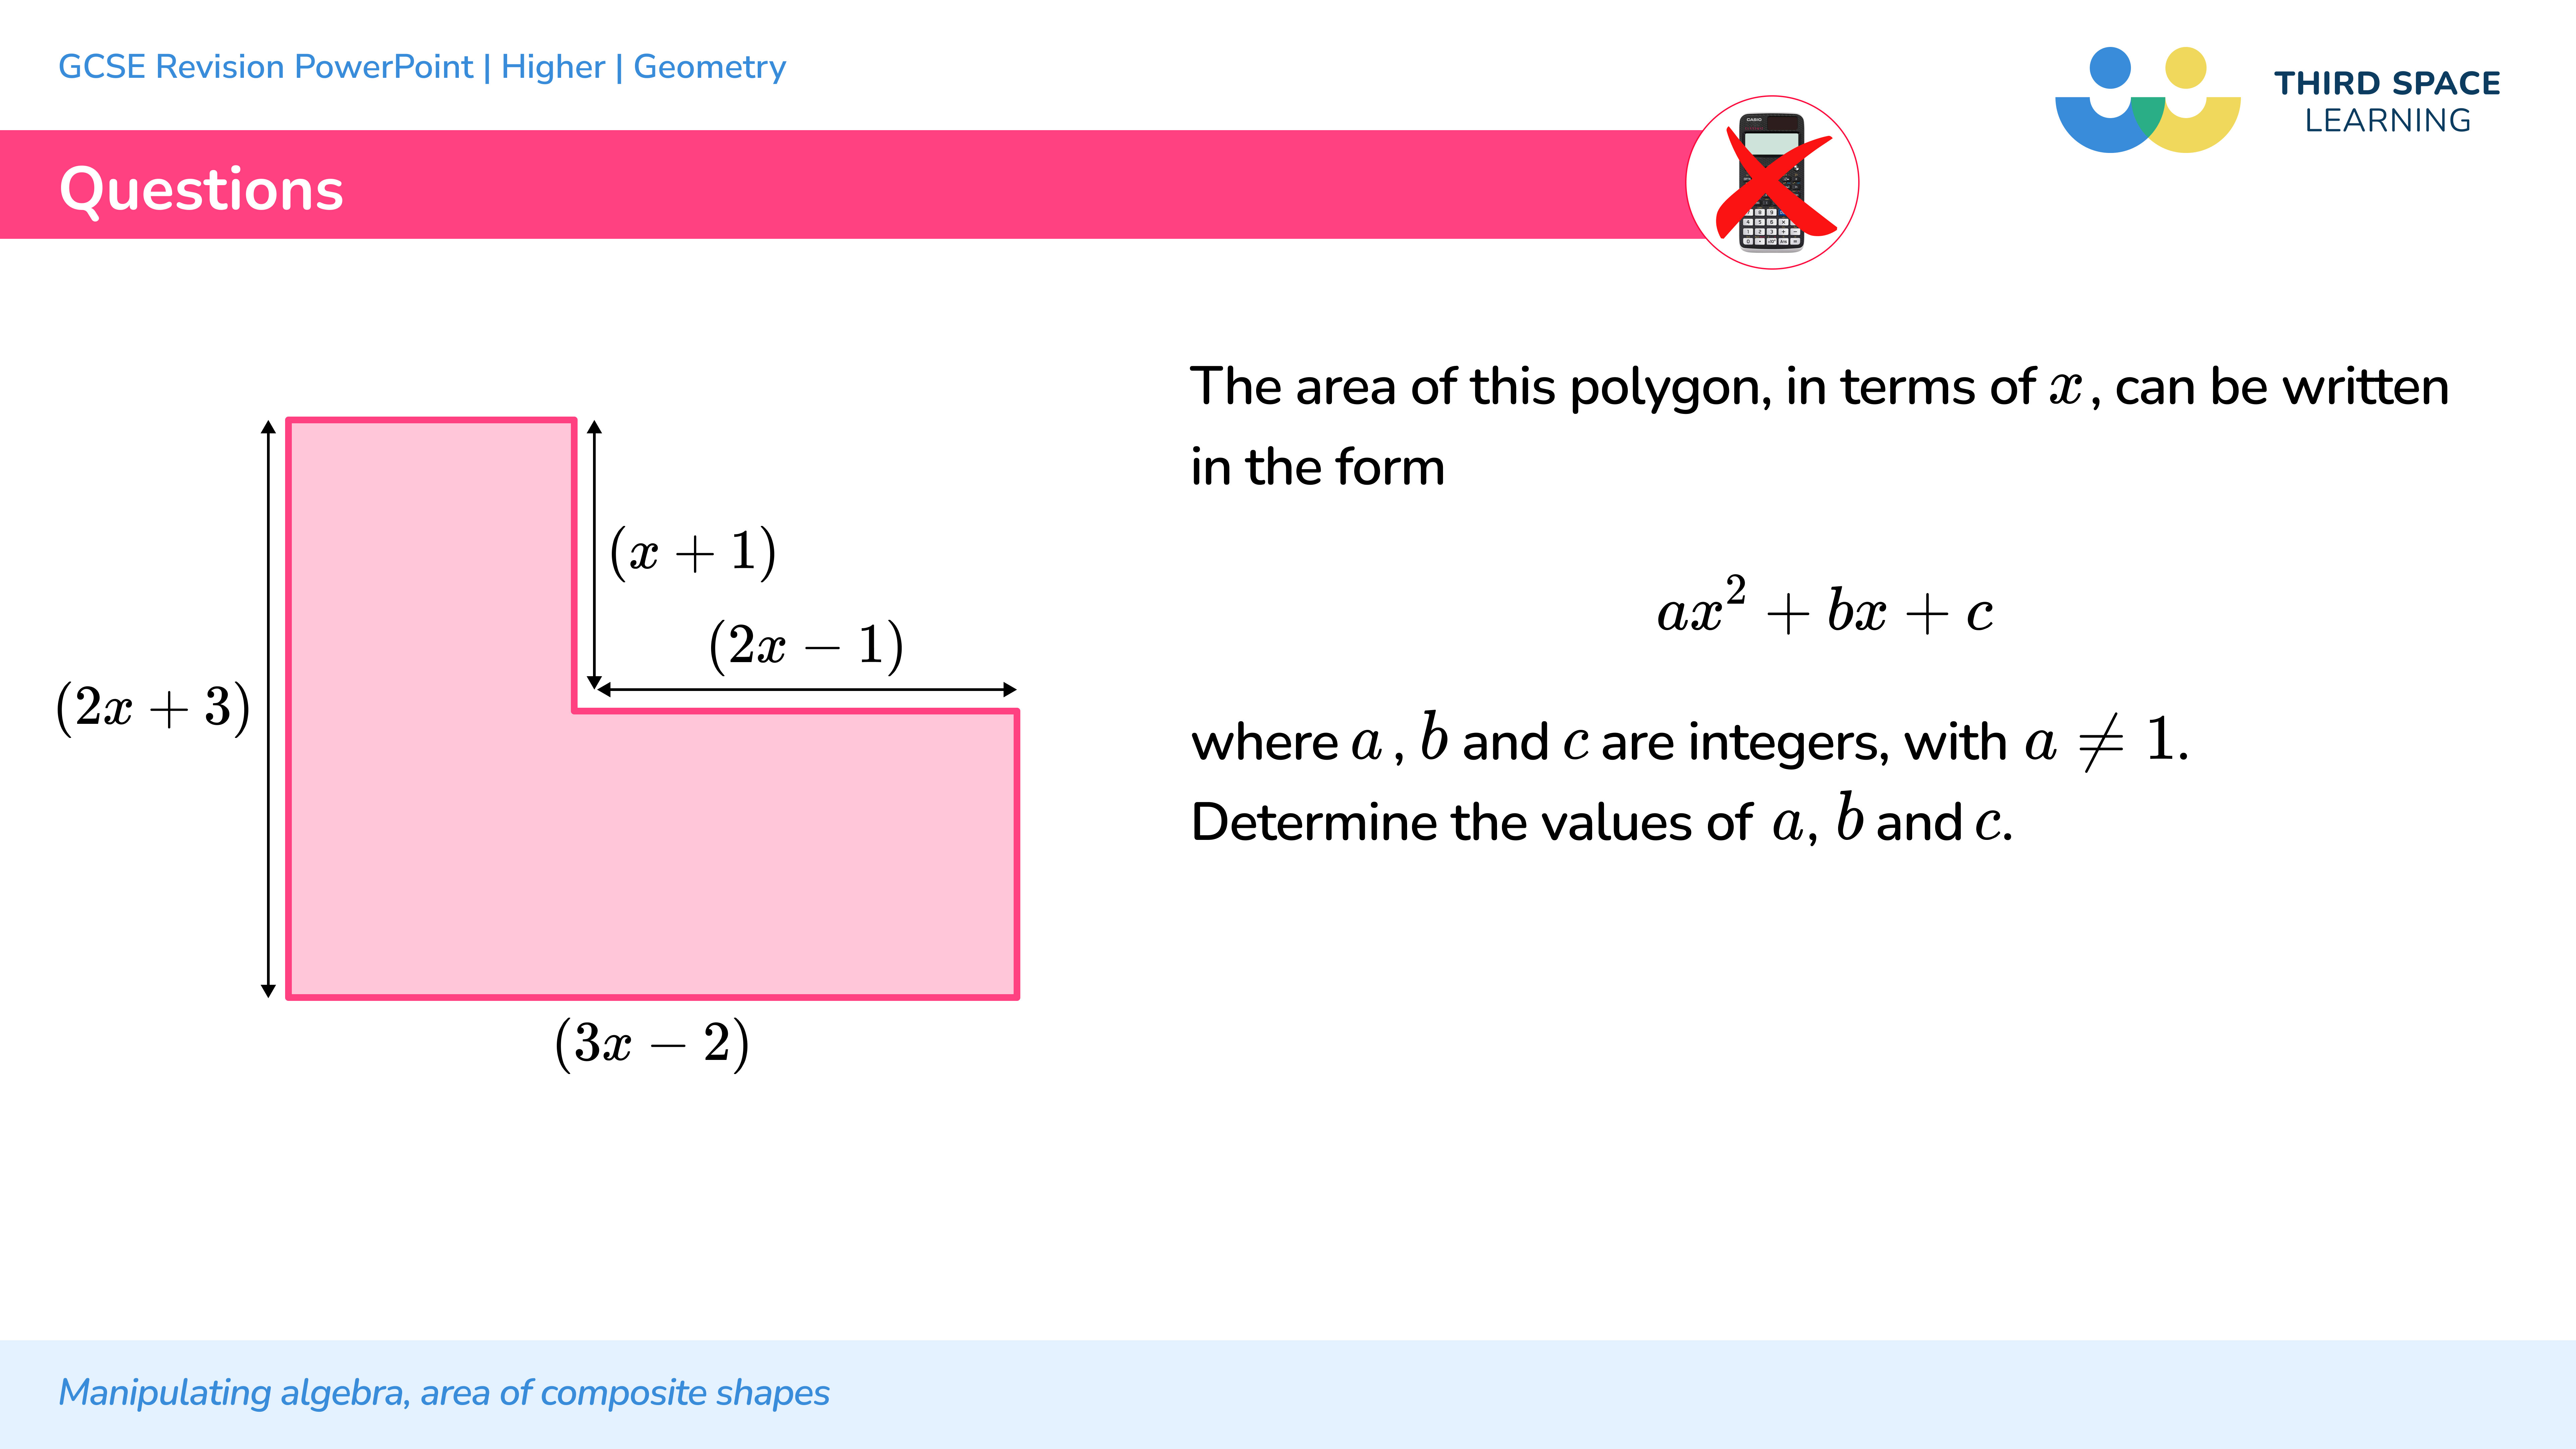 GCSE Revision PowerPoint | Higher | Geometry
THIRD SPACE
LEARNING
Questions
CASIO
The area of this polygon, in terms of x, can be written
in the form
ax² + bx + c
where a, b and c are integers, with a ≠ 1.
Determine the values of a, b and c.
(x + 1)
(2x − 1)
(2x + 3)
(3x − 2)
Manipulating algebra, area of composite shapes